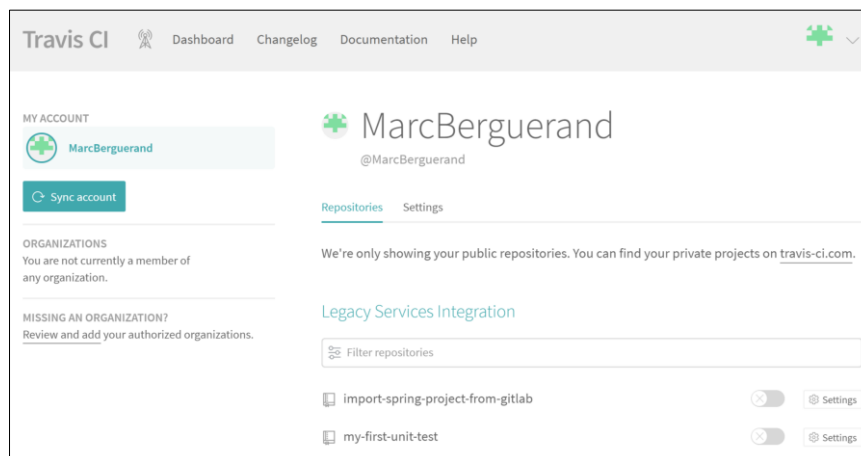 Travis CI Dashboard Changelog Documentation Help
MY ACCOUNT
MarcBerguerand
Sync account
ORGANIZATIONS
You are not currently a member of
any organization.
MISSING AN ORGANIZATION?
Review and add your authorized organizations.
MarcBerguerand
@MarcBerguerand
Repositories Settings
We're only showing your public repositories. You can find your private projects on travis-ci.com.
Legacy Services Integration
Filter repositories
import-spring-project-from-gitlab Settings
my-first-unit-test Settings